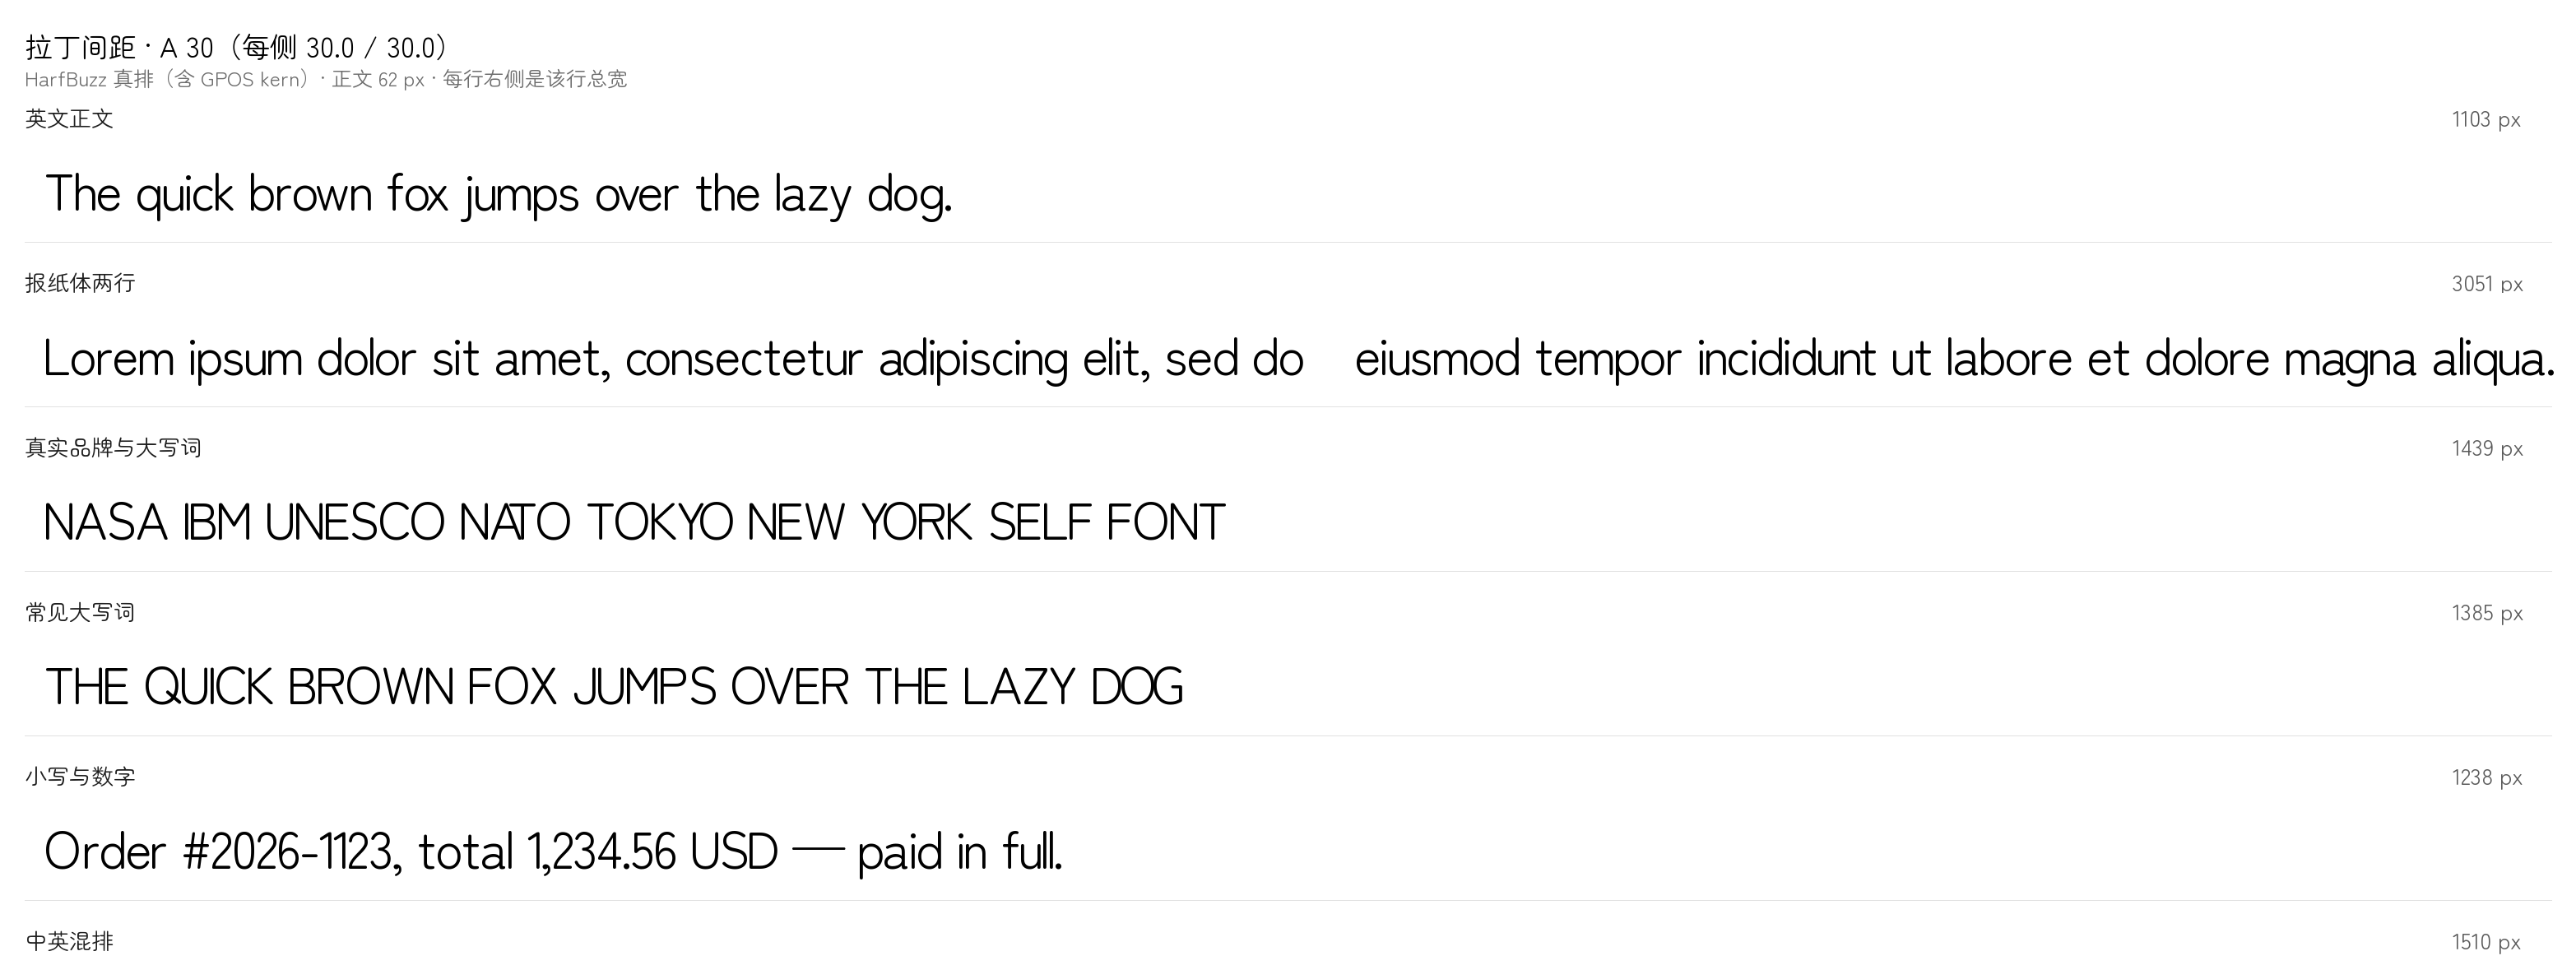 拉丁间距 · A 30（每侧 30.0 / 30.0）
HarfBuzz 真排（含 GPOS kern）· 正文 62 px · 每行右侧是该行总宽
英文正文 1103 px
The quick brown fox jumps over the lazy dog.
报纸体两行 3051 px
Lorem ipsum dolor sit amet, consectetur adipiscing elit, sed do eiusmod tempor incididunt ut labore et dolore magna aliqua.
真实品牌与大写词 1439 px
NASA IBM UNESCO NATO TOKYO NEW YORK SELF FONT
常见大写词 1385 px
THE QUICK BROWN FOX JUMPS OVER THE LAZY DOG
小写与数字 1238 px
Order #2026-1123, total 1,234.56 USD — paid in full.
中英混排 1510 px